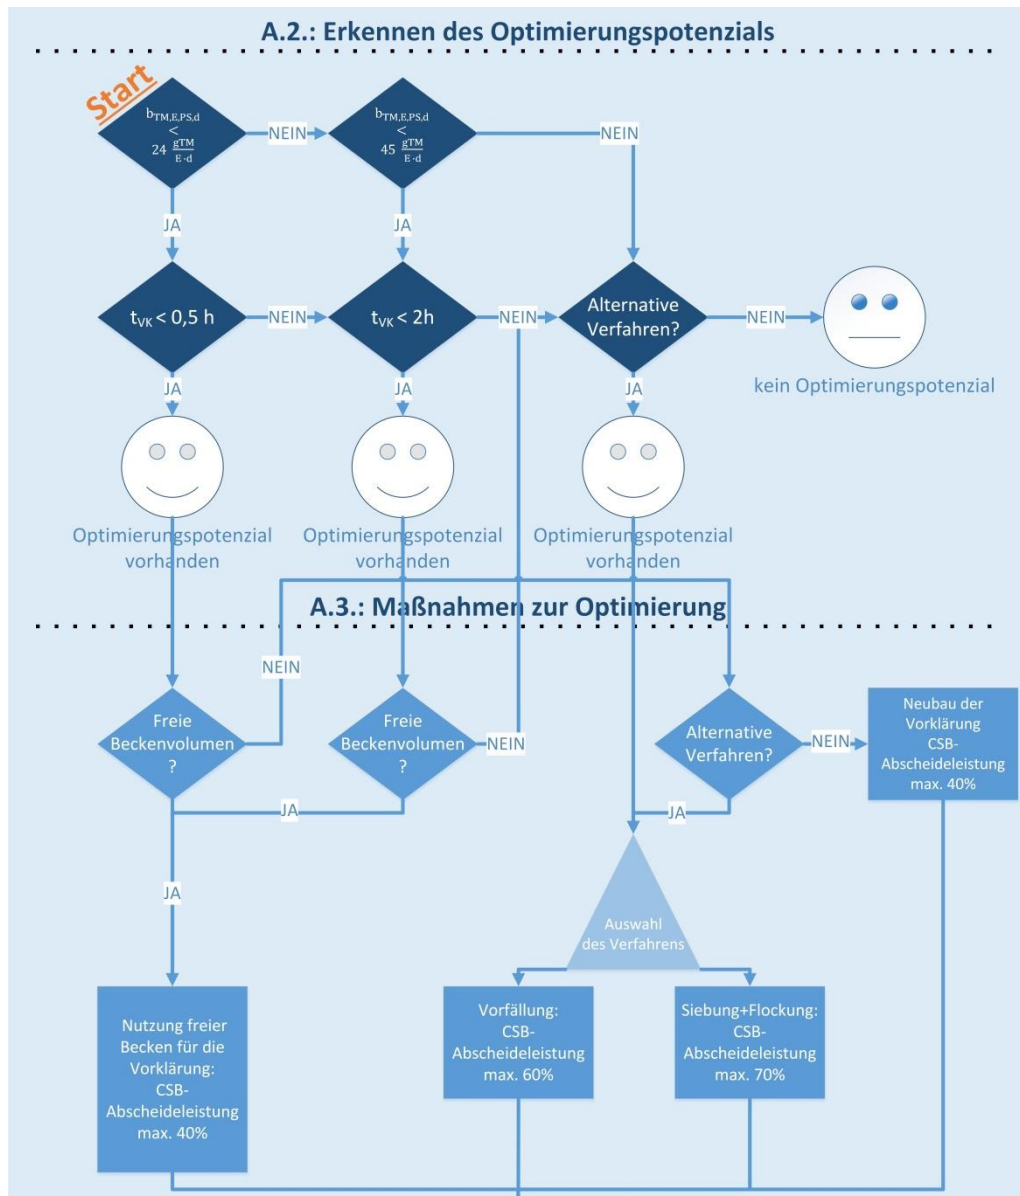 A.2.: Erkennen des Optimierungspotenzials
Start
b_TM,E,PS,d
<
24 gTM/E·d
NEIN
b_TM,E,PS,d
<
45 gTM/E·d
NEIN
JA
JA
t_VK < 0,5 h
NEIN
t_VK < 2h
NEIN
Alternative
Verfahren?
NEIN
kein Optimierungspotenzial
JA
JA
JA
Optimierungspotenzial
vorhanden
Optimierungspotenzial
vorhanden
Optimierungspotenzial
vorhanden
A.3.: Maßnahmen zur Optimierung
NEIN
Freie
Beckenvolumen
?
Freie
Beckenvolumen
?
NEIN
Alternative
Verfahren?
NEIN
Neubau der
Vorklärung
CSB-
Abscheideleistung
max. 40%
JA
JA
JA
Auswahl
des Verfahrens
Nutzung freier
Becken für die
Vorklärung:
CSB-
Abscheideleistung
max. 40%
Vorfällung:
CSB-
Abscheideleistung
max. 60%
Siebung+Flockung:
CSB-
Abscheideleistung
max. 70%